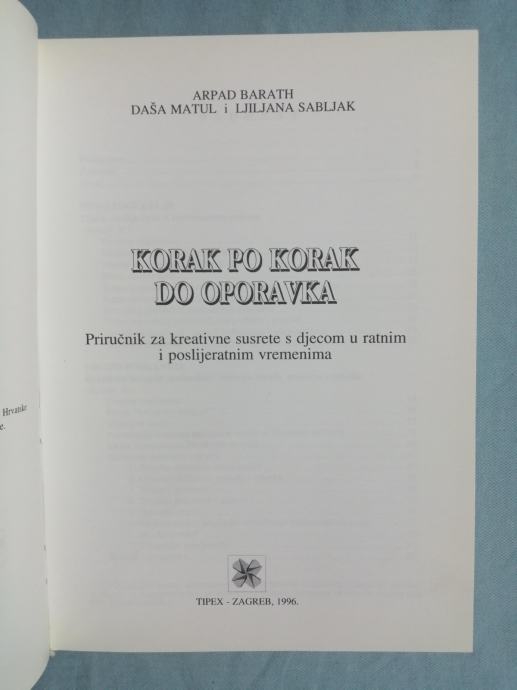 ARPAD BARATH
DAŠA MATUL i LJILJANA SABLJAK
KORAK PO KORAK
DO OPORAVKA
Priručnik za kreativne susrete s djecom u ratnim
i poslijeratnim vremenima
Hrvatske
e.
TIPEX - ZAGREB, 1996.